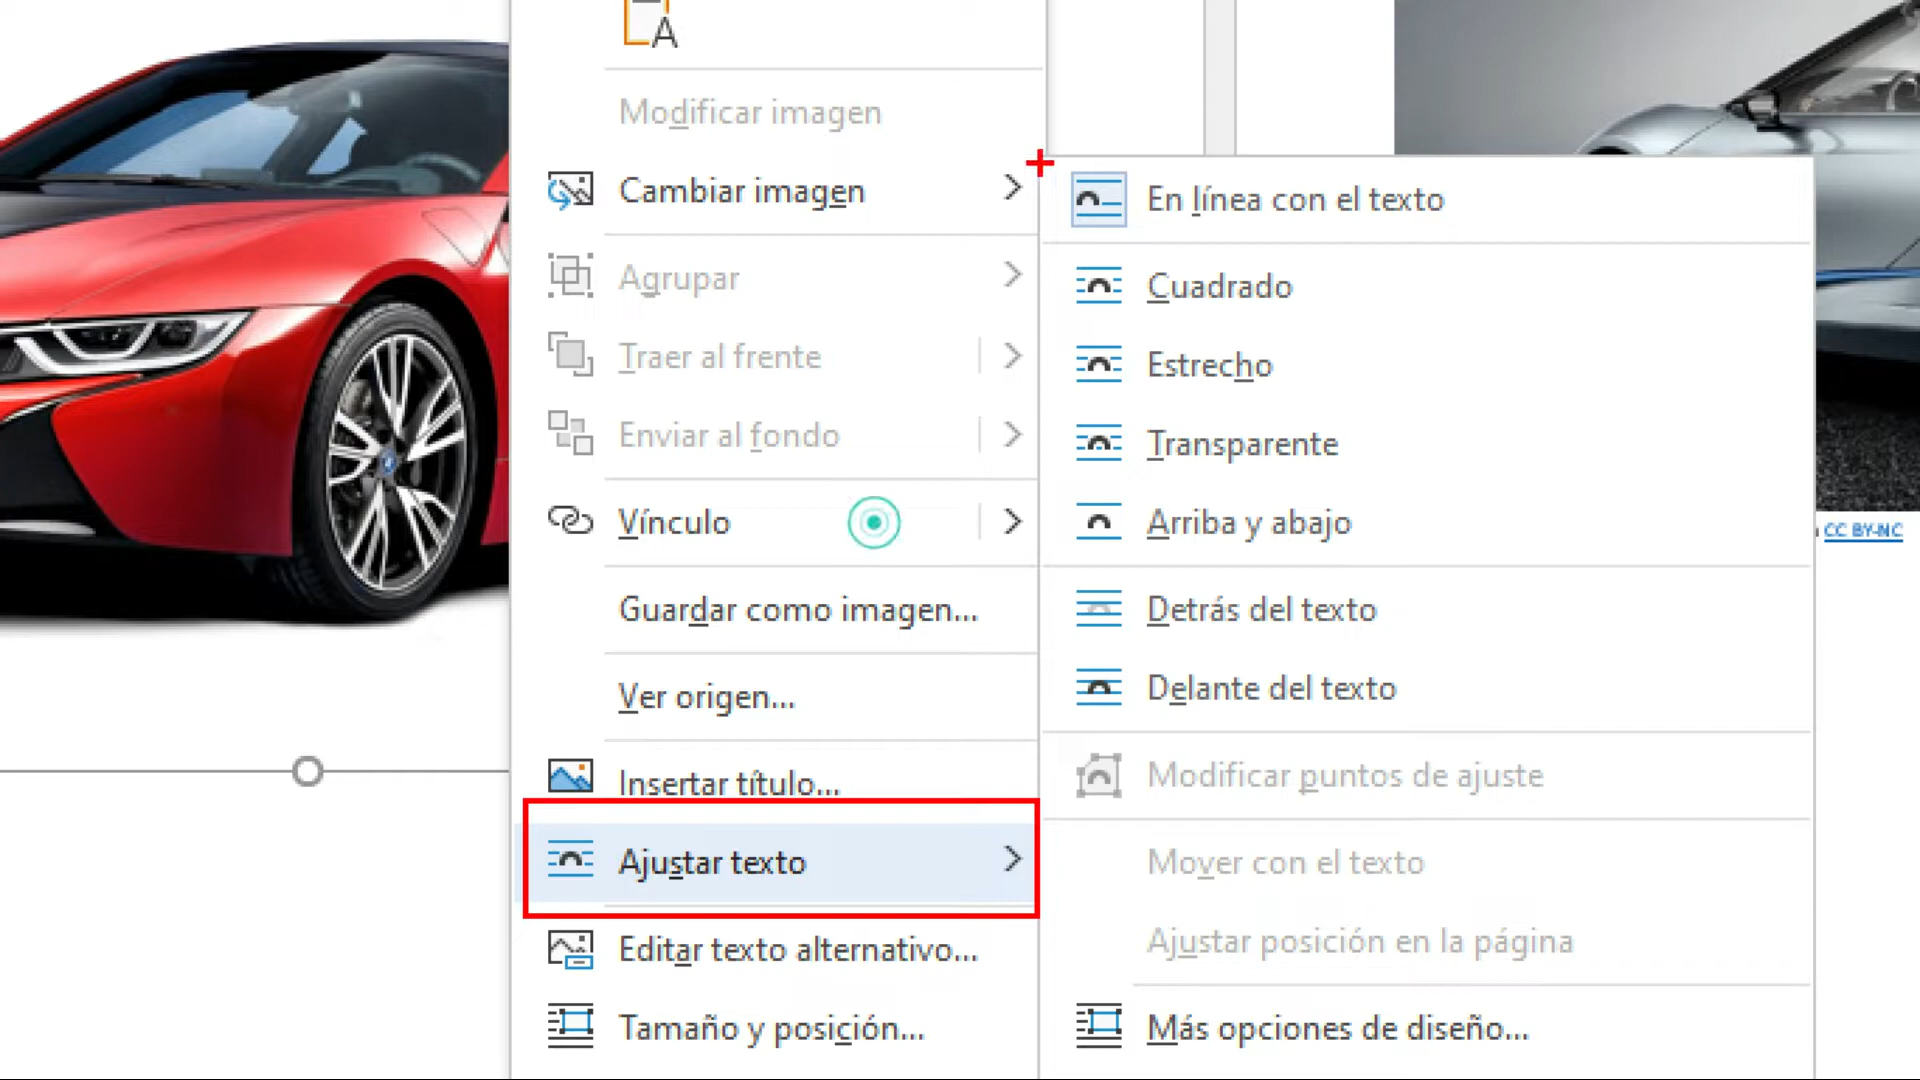 A
Modificar imagen
Cambiar imagen
Agrupar
Traer al frente
Enviar al fondo
Vínculo
Guardar como imagen...
Ver origen...
Insertar título...
Ajustar texto
Editar texto alternativo...
Tamaño y posición...
En línea con el texto
Cuadrado
Estrecho
Transparente
Arriba y abajo
Detrás del texto
Delante del texto
Modificar puntos de ajuste
Mover con el texto
Ajustar posición en la página
Más opciones de diseño...
CC BY-NC